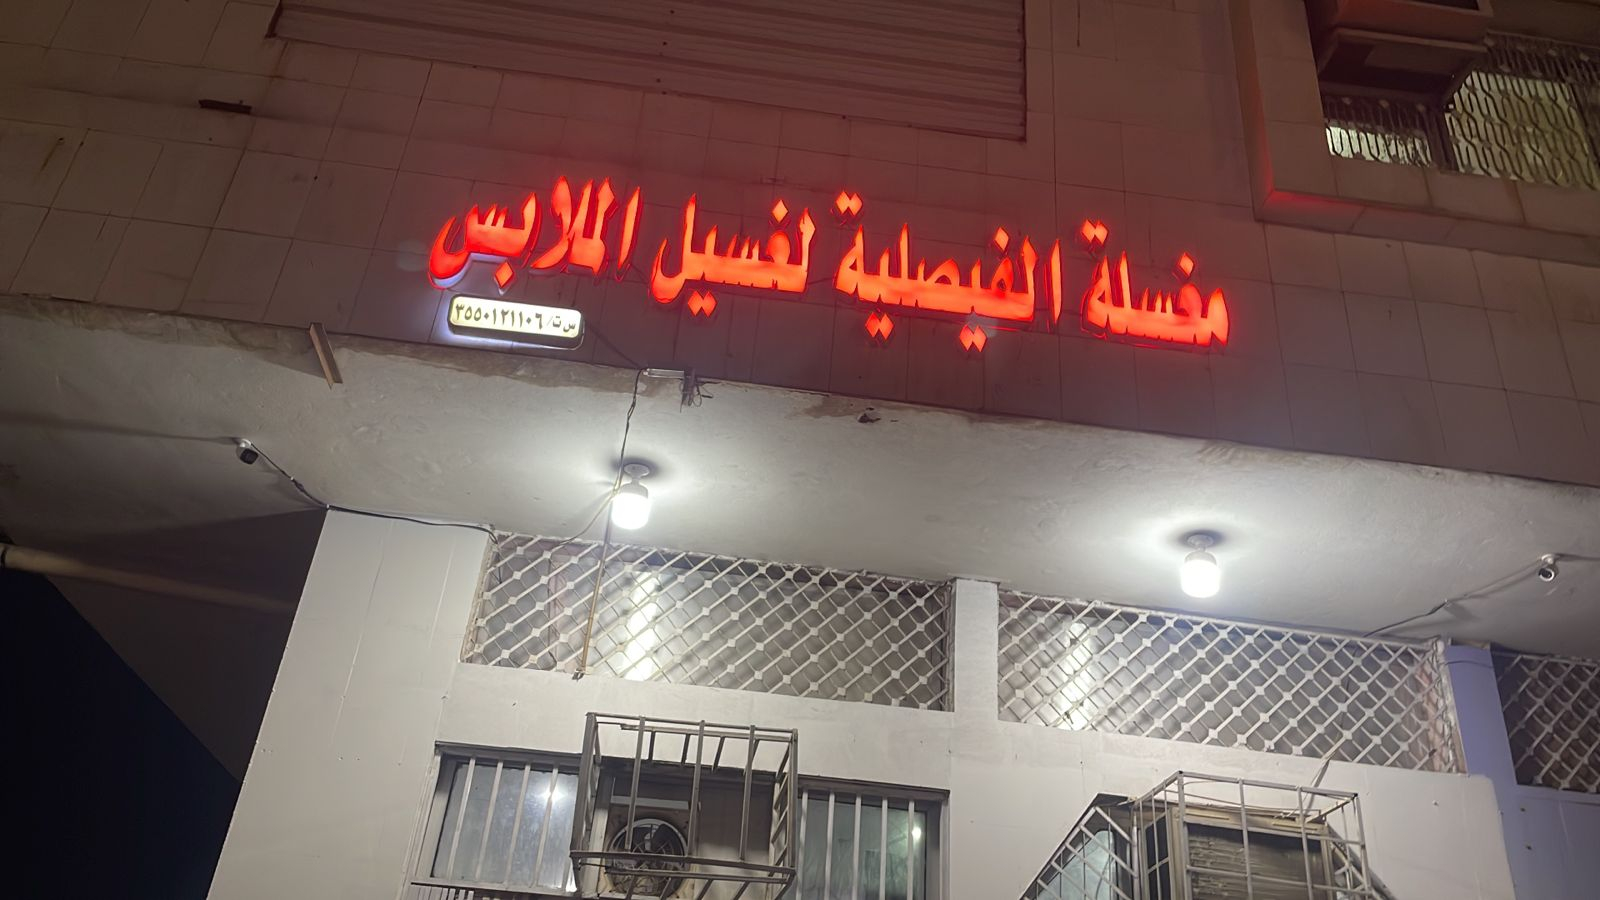 مغسلة الفيصلية لغسيل الملابس
س ت/ ٣٥٥٠١٢١١٠٦